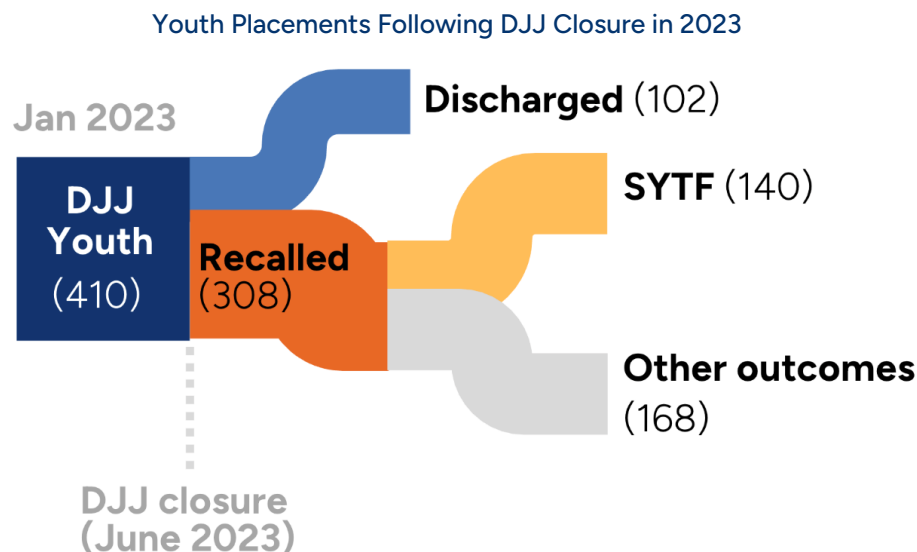 Youth Placements Following DJJ Closure in 2023
Jan 2023
DJJ
Youth
(410)
Discharged (102)
Recalled
(308)
SYTF (140)
Other outcomes
(168)
DJJ closure
(June 2023)